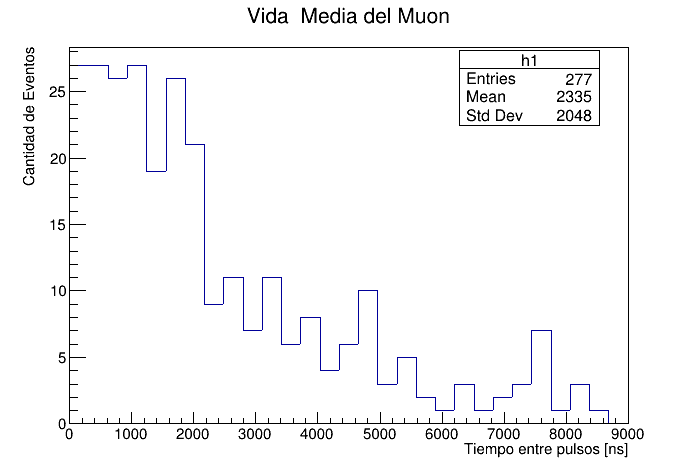 Vida Media del Muon
h1
Entries 277
Mean 2335
Std Dev 2048
Cantidad de Eventos
25
20
15
10
5
0
0 1000 2000 3000 4000 5000 6000 7000 8000 9000
Tiempo entre pulsos [ns]